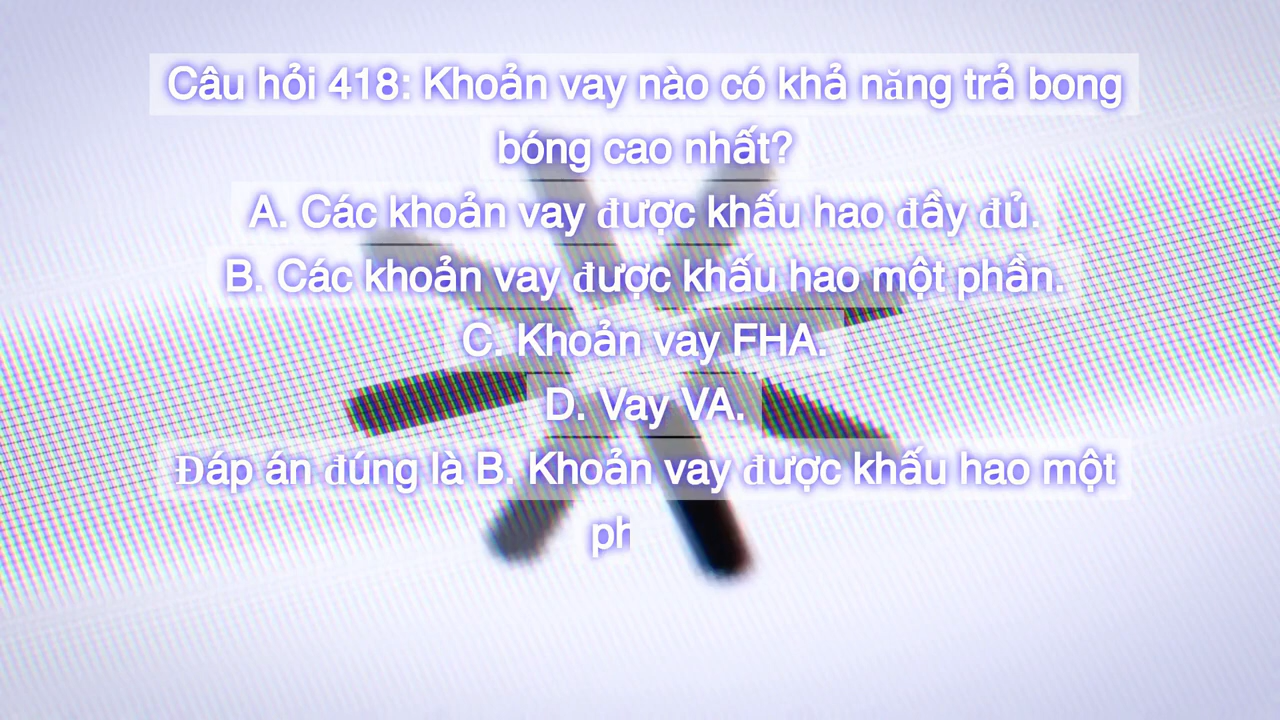 Câu hỏi 418: Khoản vay nào có khả năng trả bong
bóng cao nhất?
A. Các khoản vay được khấu hao đầy đủ.
B. Các khoản vay được khấu hao một phần.
C. Khoản vay FHA.
D. Vay VA.
Đáp án đúng là B. Khoản vay được khấu hao một
ph